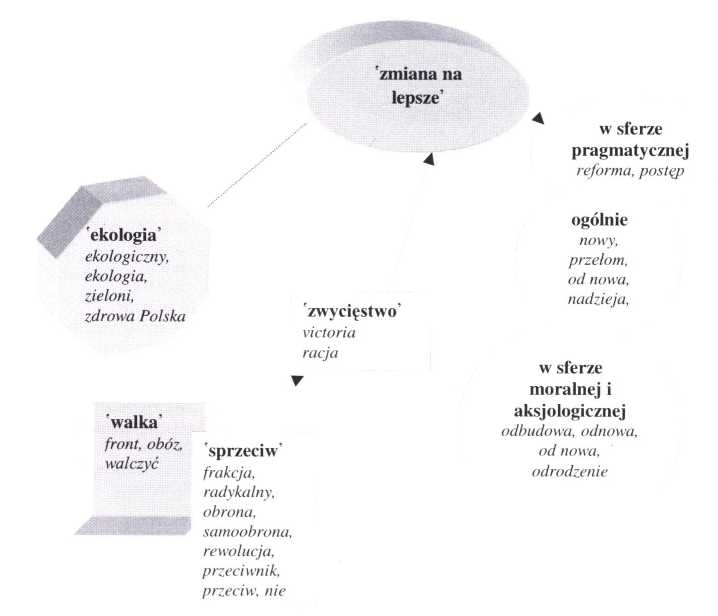 'zmiana na
lepsze'
w sferze
pragmatycznej
reforma, postęp
ogólnie
nowy,
przełom,
od nowa,
nadzieja,
'ekologia'
ekologiczny,
ekologia,
zieloni,
zdrowa Polska
'zwycięstwo'
victoria
racja
w sferze
moralnej i
aksjologicznej
odbudowa, odnowa,
od nowa,
odrodzenie
'walka'
front, obóz,
walczyć
'sprzeciw'
frakcja,
radykalny,
obrona,
samoobrona,
rewolucja,
przeciwnik,
przeciw, nie